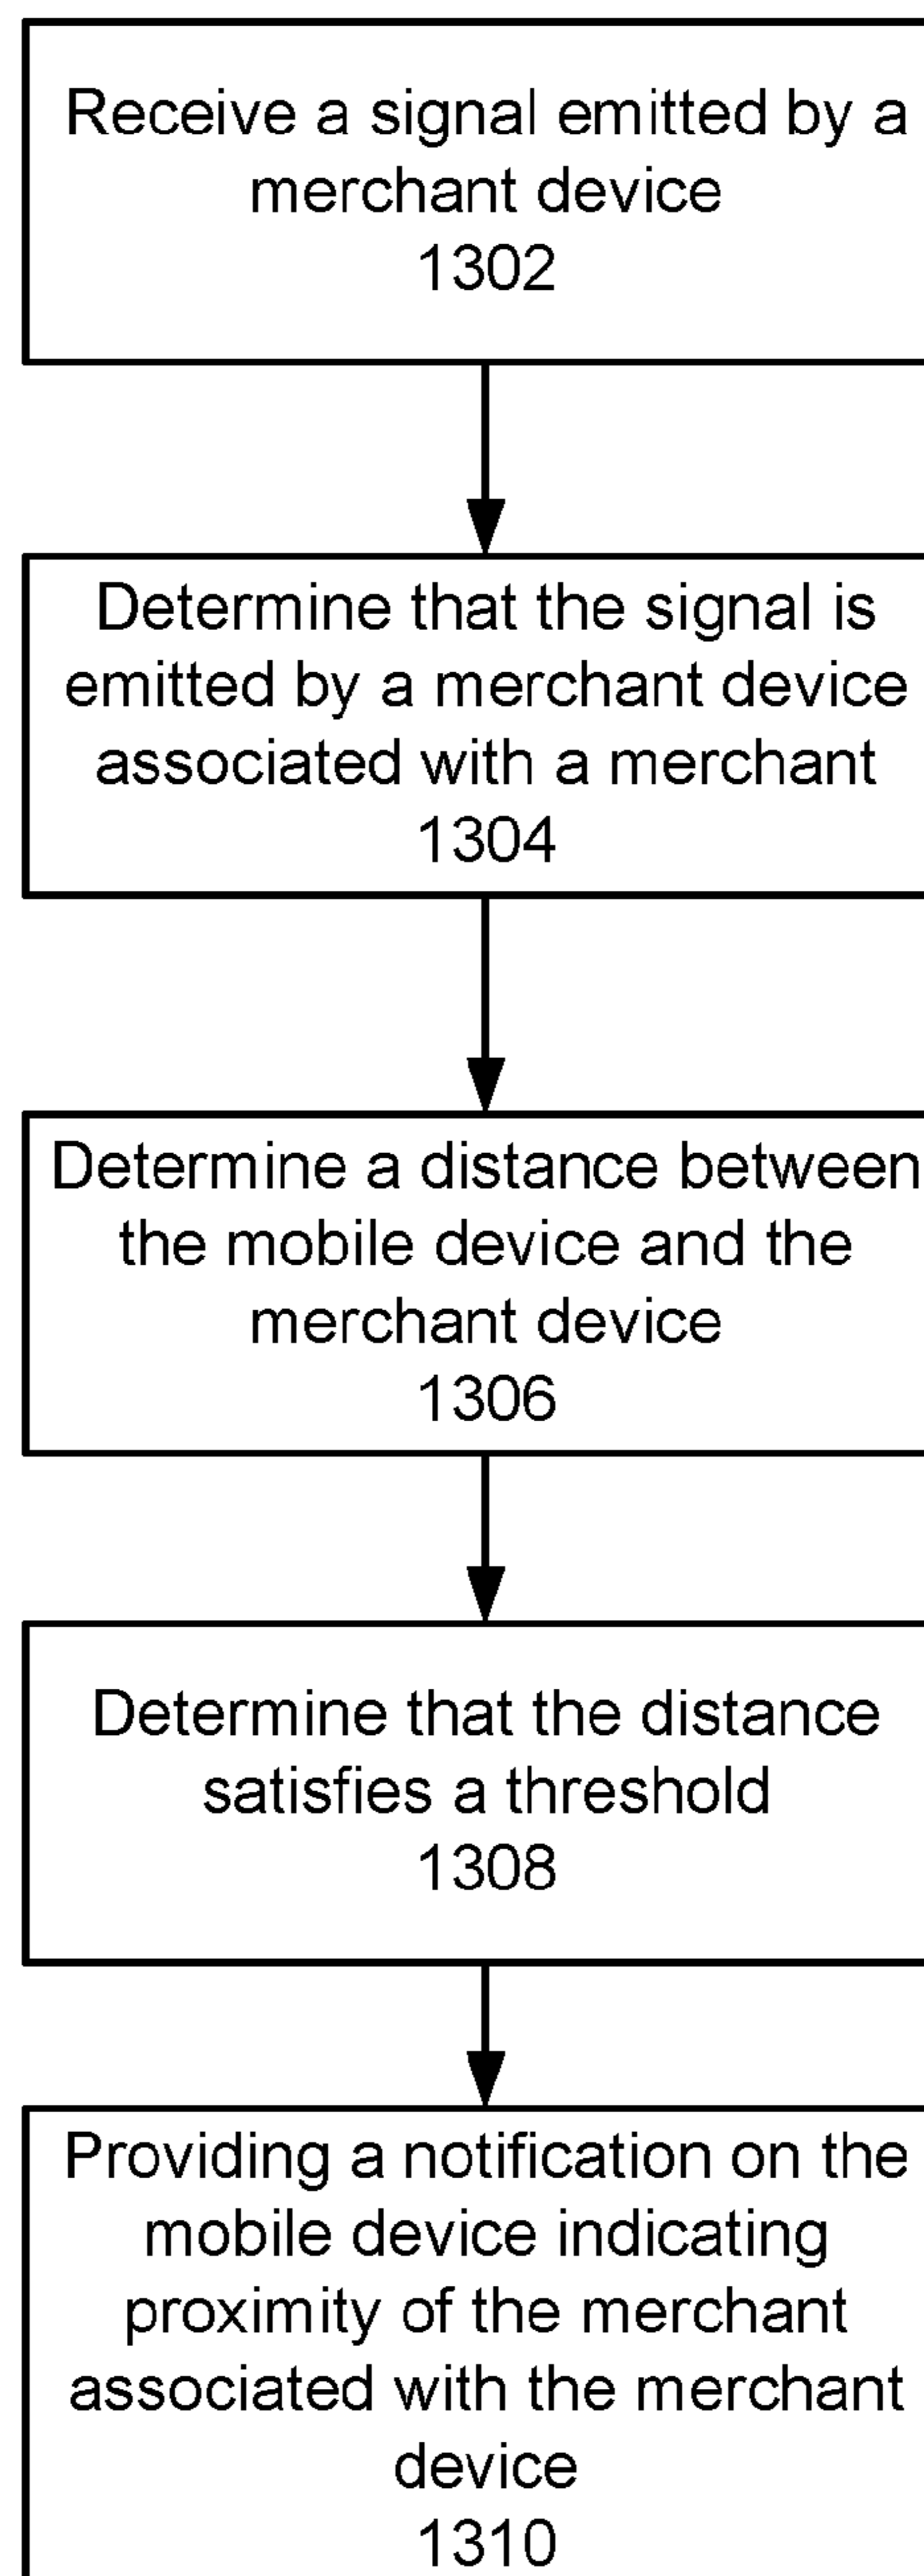 Receive a signal emitted by a
merchant device
1302
Determine that the signal is
emitted by a merchant device
associated with a merchant
1304
Determine a distance between
the mobile device and the
merchant device
1306
Determine that the distance
satisfies a threshold
1308
Providing a notification on the
mobile device indicating
proximity of the merchant
associated with the merchant
device
1310